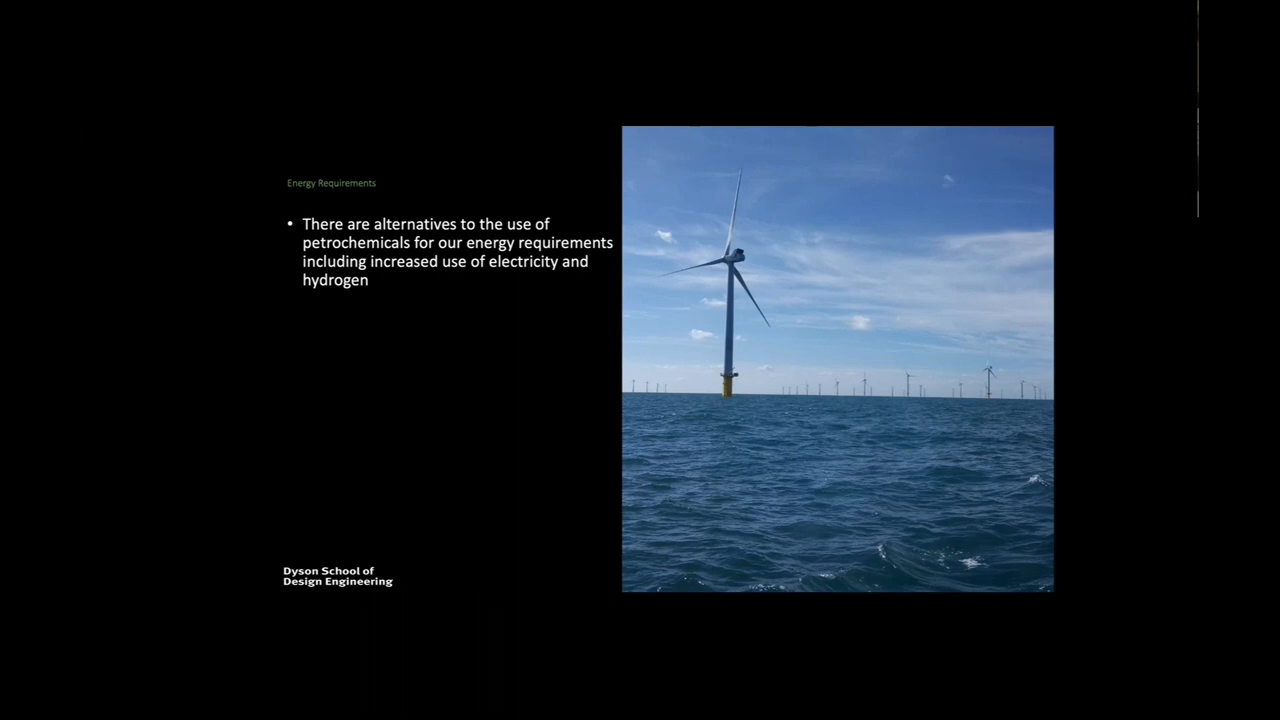 Energy Requirements
• There are alternatives to the use of
petrochemicals for our energy requirements
including increased use of electricity and
hydrogen
Dyson School of
Design Engineering